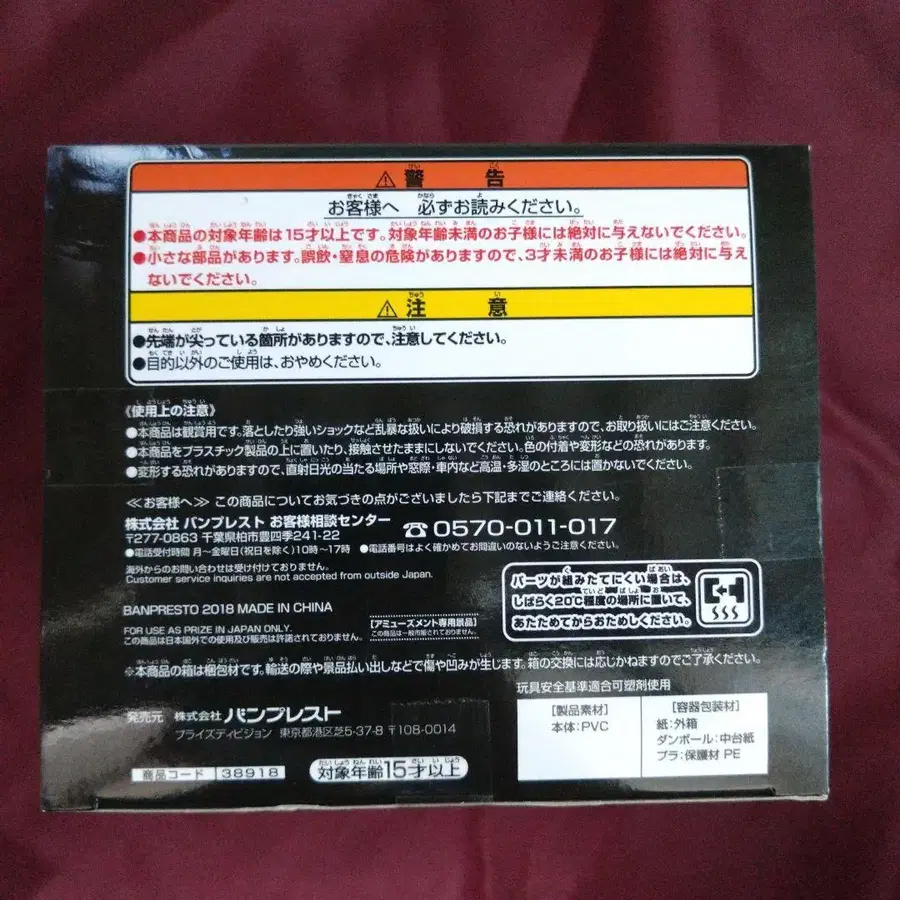 ⚠警告
お客様へ 必ずお読みください。
●本商品の対象年齢は15才以上です。対象年齢未満のお子様には絶対に与えないでください。
●小さな部品があります。誤飲・窒息の危険がありますので、3才未満のお子様には絶対に与え
ないでください。
⚠注意
●先端が尖っている箇所がありますので、注意してください。
●目的以外のご使用は、おやめください。
《使用上の注意》
●本商品は観賞用です。落としたり強いショックなど乱暴な扱いにより破損する恐れがありますので、お取り扱いにはご注意ください。
●本商品をプラスチック製品の上に置いたり、接触させたままにしないでください。色の付着や変形などの恐れがあります。
●変形する恐れがありますので、直射日光の当たる場所や窓際・車内など高温・多湿のところには置かないでください。
≪お客様へ≫ この商品についてお気づきの点がございましたら下記までご連絡ください。
株式会社 バンプレスト お客様相談センター ☎0570-011-017
〒277-0863 千葉県柏市豊四季241-22
●電話受付時間 月〜金曜日(祝日を除く)10時〜17時 ●電話番号はよく確かめてお間違いのないようご注意ください。
海外からのお問い合わせは受け付けておりません。
Customer service inquiries are not accepted from outside Japan.
パーツが組みたてにくい場合は、
しばらく20℃程度の場所に置いて、
あたためてからおためしください。
BANPRESTO 2018 MADE IN CHINA
FOR USE AS PRIZE IN JAPAN ONLY.
この商品は日本国外での使用及び販売は許諾されておりません。
[アミューズメント専用景品]
この商品は一般市販されておりません。
※本商品の箱は梱包材です。輸送の際や景品払い出しなどで傷や凹みが生じます。箱の交換には応じかねますのでご了承ください。
玩具安全基準適合可塑剤使用
[製品素材]
本体:PVC
[容器包装材]
紙:外箱
ダンボール:中台紙
プラ:保護材 PE
発売元 株式会社 バンプレスト
プライズディビジョン 東京都港区芝5-37-8 〒108-0014
商品コード 38918
対象年齢15才以上